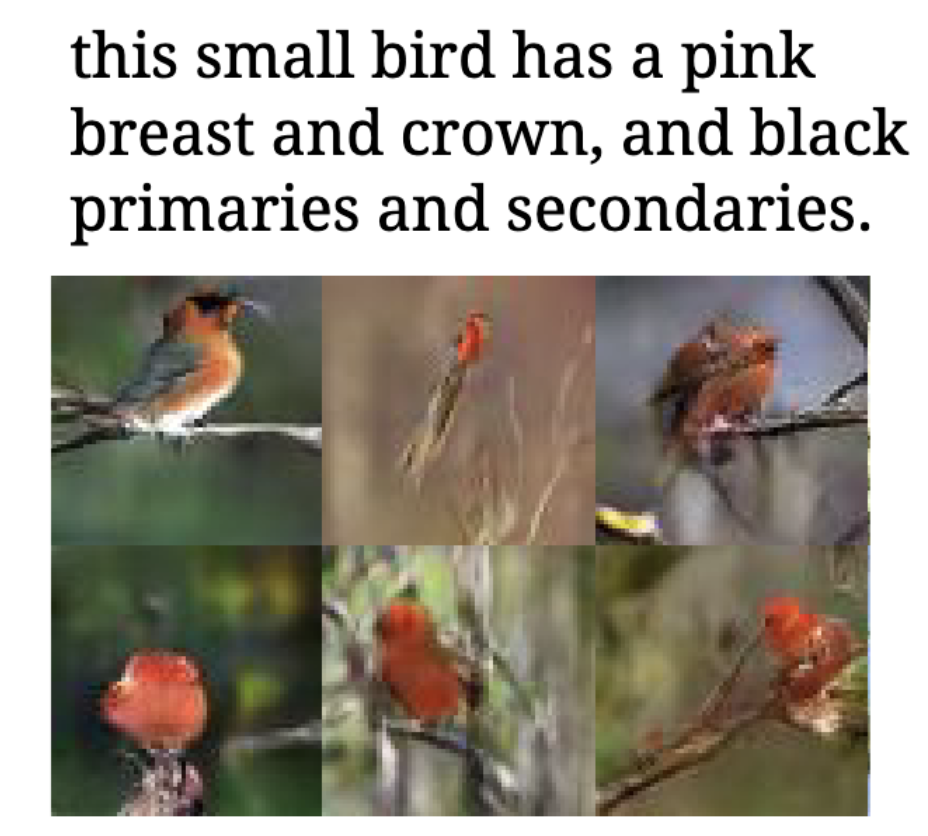 this small bird has a pink
breast and crown, and black
primaries and secondaries.